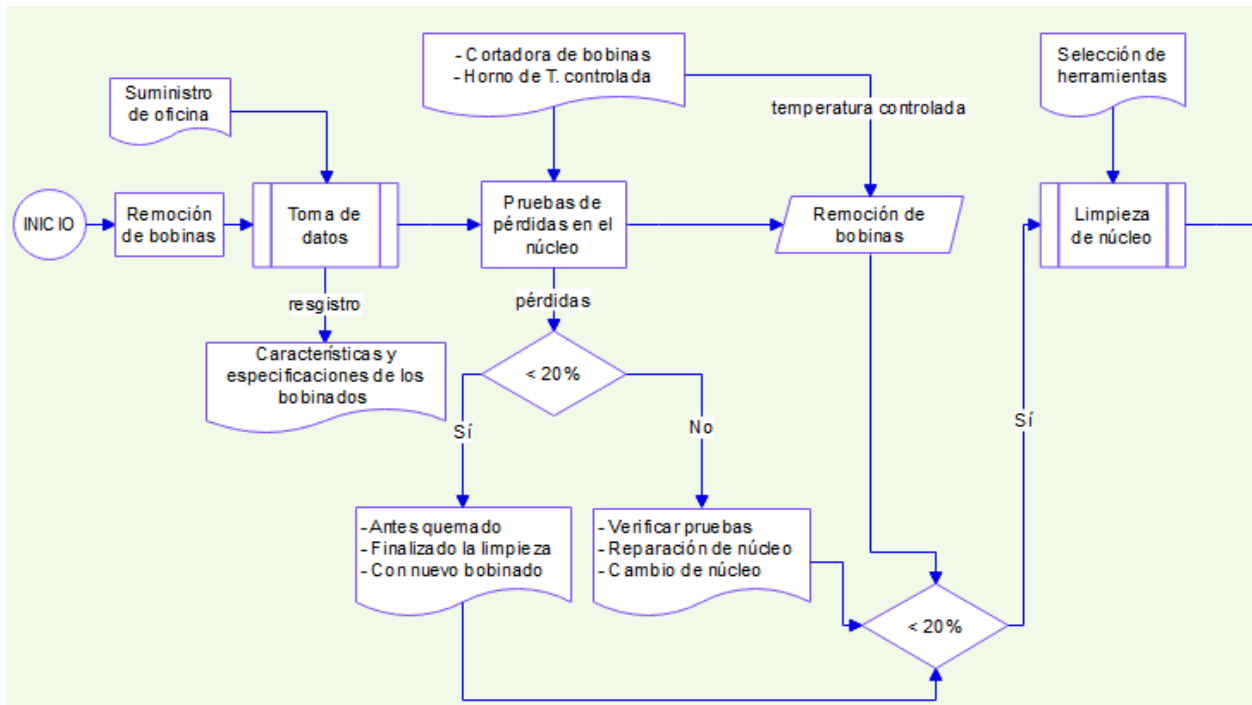 - Cortadora de bobinas
- Horno de T. controlada
Selección de
herramientas
Suministro
de oficina
temperatura controlada
INICIO
Remoción
de bobinas
Toma de
datos
Pruebas de
pérdidas en el
núcleo
Remoción de
bobinas
Limpieza
de núcleo
resgistro
pérdidas
Características y
especificaciones de los
bobinados
< 20%
Sí
No
Sí
- Antes quemado
- Finalizado la limpieza
- Con nuevo bobinado
- Verificar pruebas
- Reparación de núcleo
- Cambio de núcleo
< 20%